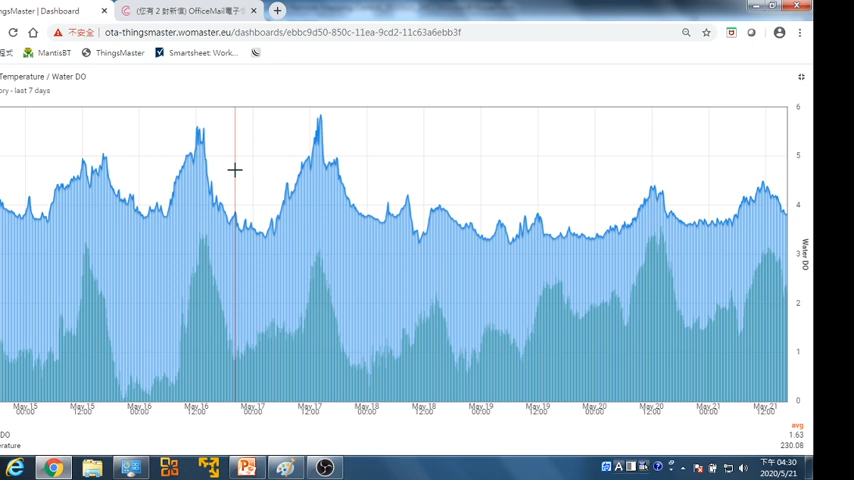 ngsMaster | Dashboard
(您有 2 封新信) OfficeMail電子
不安全
ota-thingsmaster.womaster.eu/dashboards/ebbc9d50-850c-11ea-9cd2-11c63a6ebb3f
程式
MantisBT
ThingsMaster
Smartsheet: Work...
Temperature / Water DO
ory - last 7 days
6
5
4
3
2
1
0
Water DO
May 15 00:00
May 15 12:00
May 16 00:00
May 16 12:00
May 17 00:00
May 17 12:00
May 18 00:00
May 18 12:00
May 19 00:00
May 19 12:00
May 20 00:00
May 20 12:00
May 21 00:00
May 21 12:00
avg
DO
1.63
erature
230.08
下午 04:30
2020/5/21